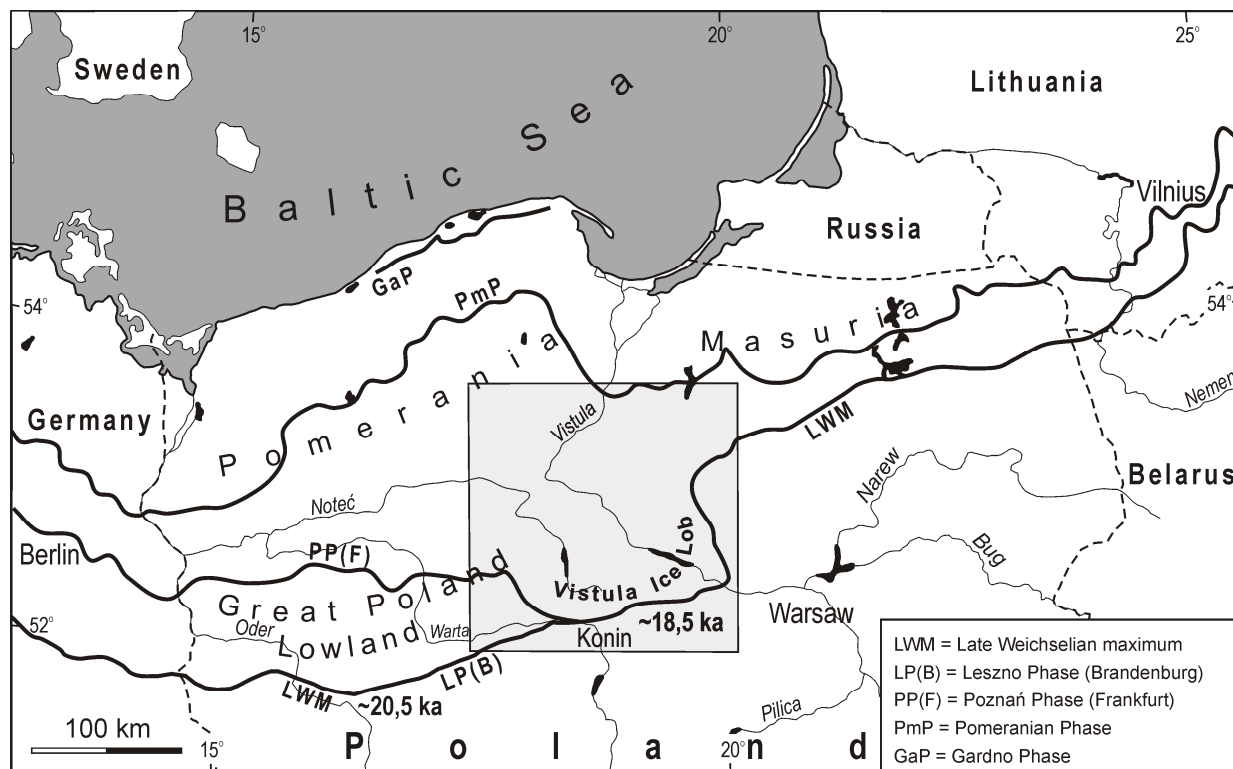 15°
20°
25°
Sweden
Lithuania
Baltic Sea
Vilnius
Russia
GaP
PmP
54°
54°
Masuria
Pomerania
Nemen
Germany
Vistula
LWM
Narew
Belarus
Noteć
Berlin
PP(F)
Vistula Ice Lob
Bug
Great Poland
Lowland
Oder
Warta
Warsaw
52°
Konin
~18,5 ka
LP(B)
LWM
~20,5 ka
Pilica
100 km
15°
20°
Poland
LWM = Late Weichselian maximum
LP(B) = Leszno Phase (Brandenburg)
PP(F) = Poznań Phase (Frankfurt)
PmP = Pomeranian Phase
GaP = Gardno Phase